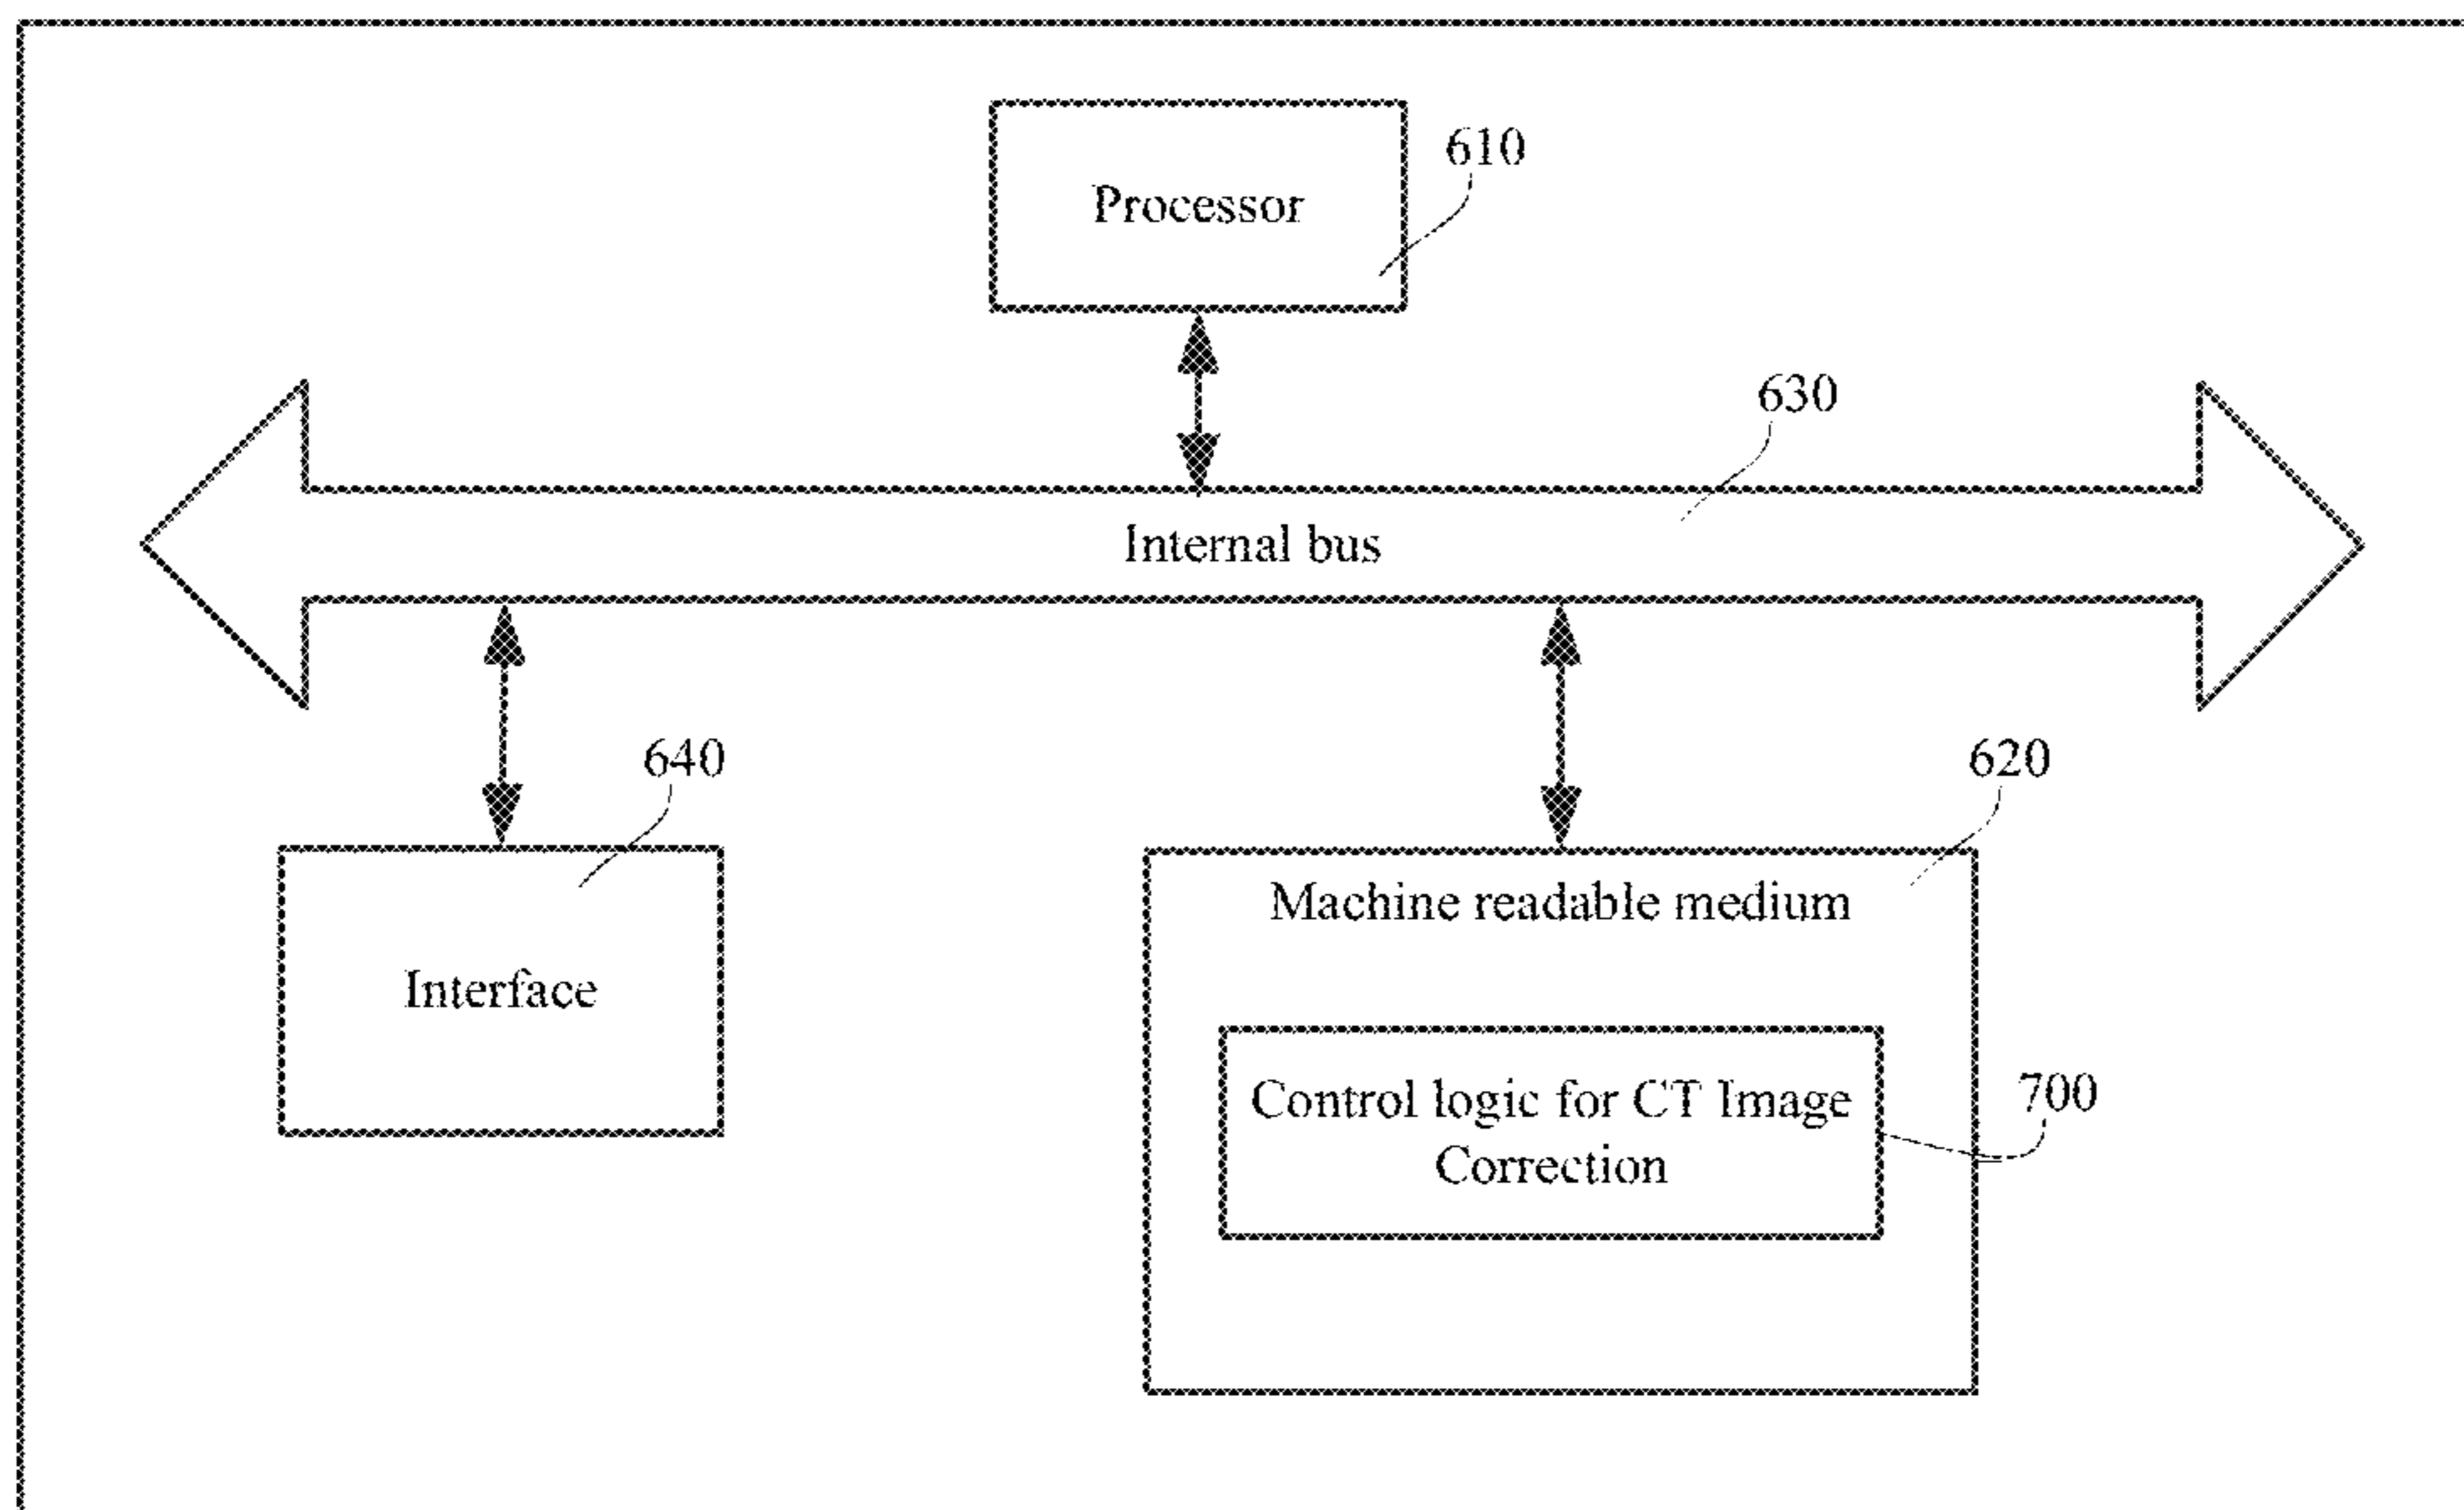 610
Processor
630
Internal bus
640
620
Machine readable medium
Interface
Control logic for CT Image
Correction
700